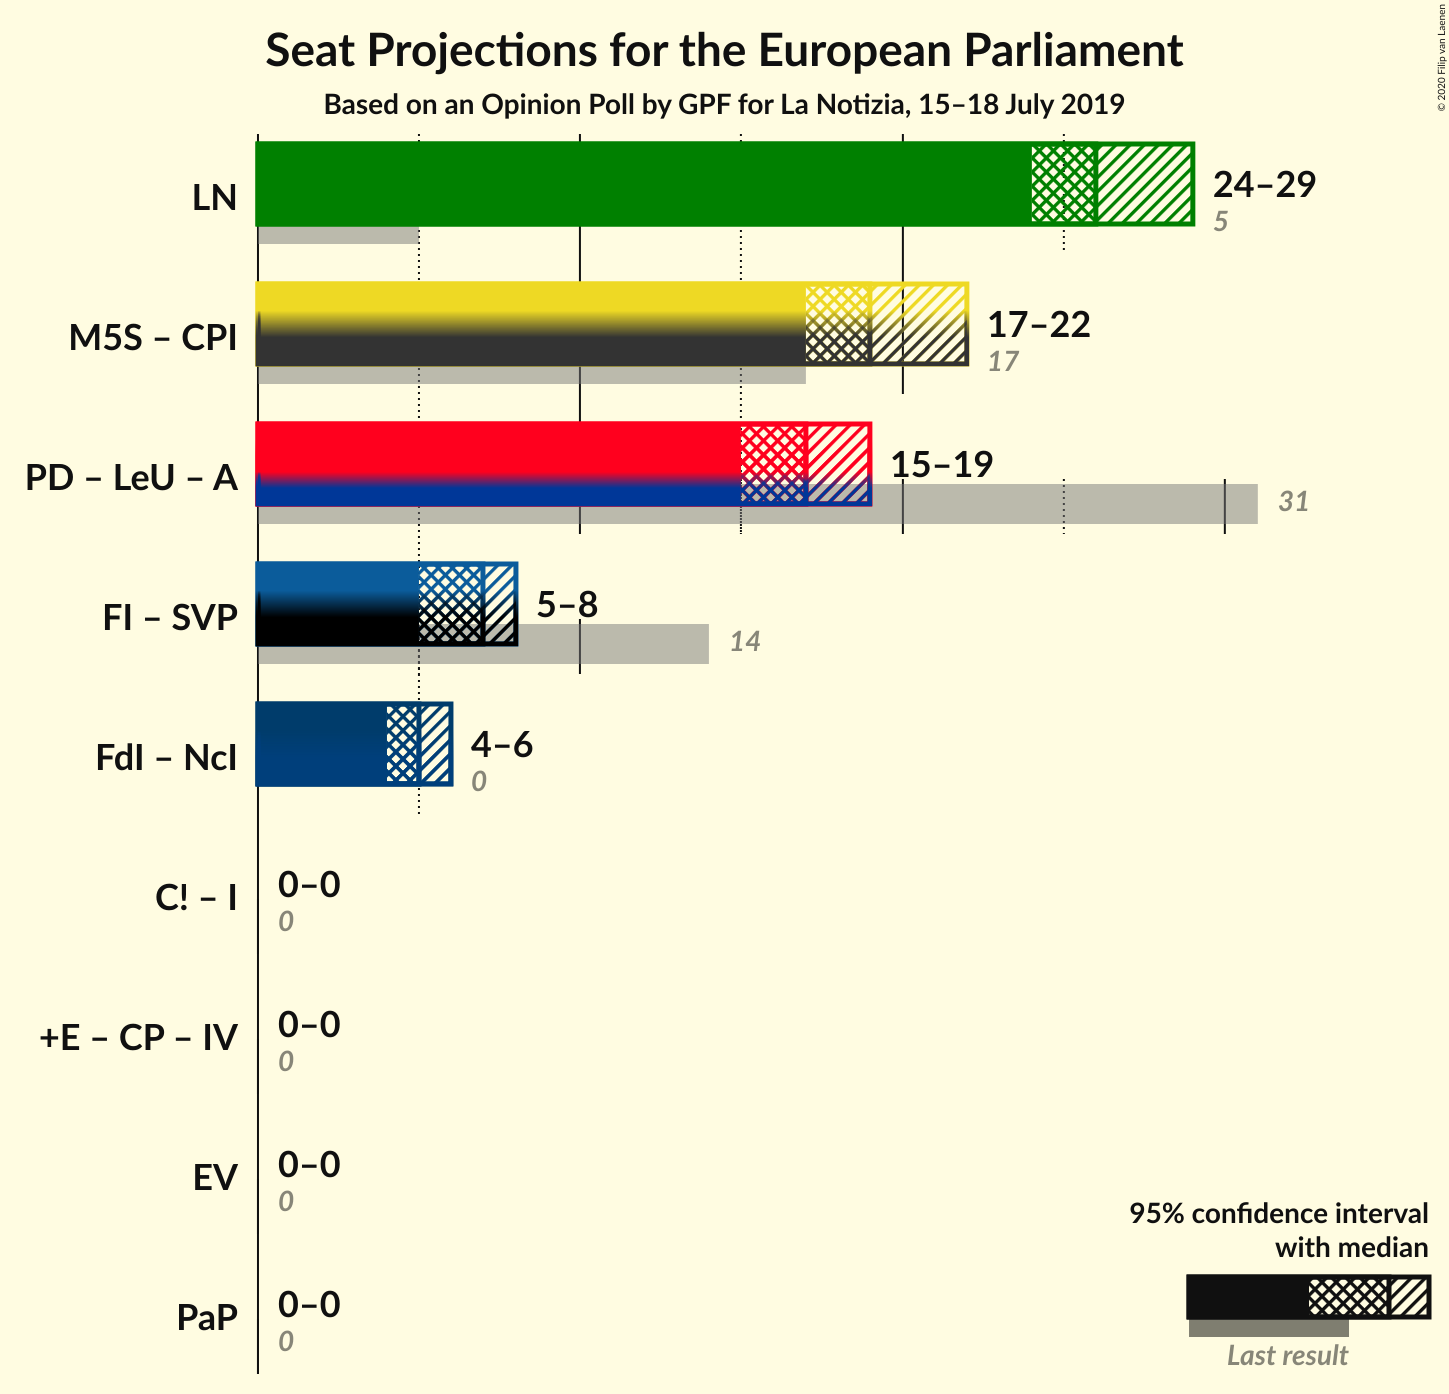 Seat Projections for the European Parliament
Based on an Opinion Poll by GPF for La Notizia, 15–18 July 2019
© 2020 Filip van Laenen
LN
24–29
5
M5S – CPI
17–22
17
PD – LeU – A
15–19
31
FI – SVP
5–8
14
FdI – NcI
4–6
0
C! – I
0–0
0
+E – CP – IV
0–0
0
EV
0–0
0
PaP
0–0
0
95% confidence interval
with median
Last result